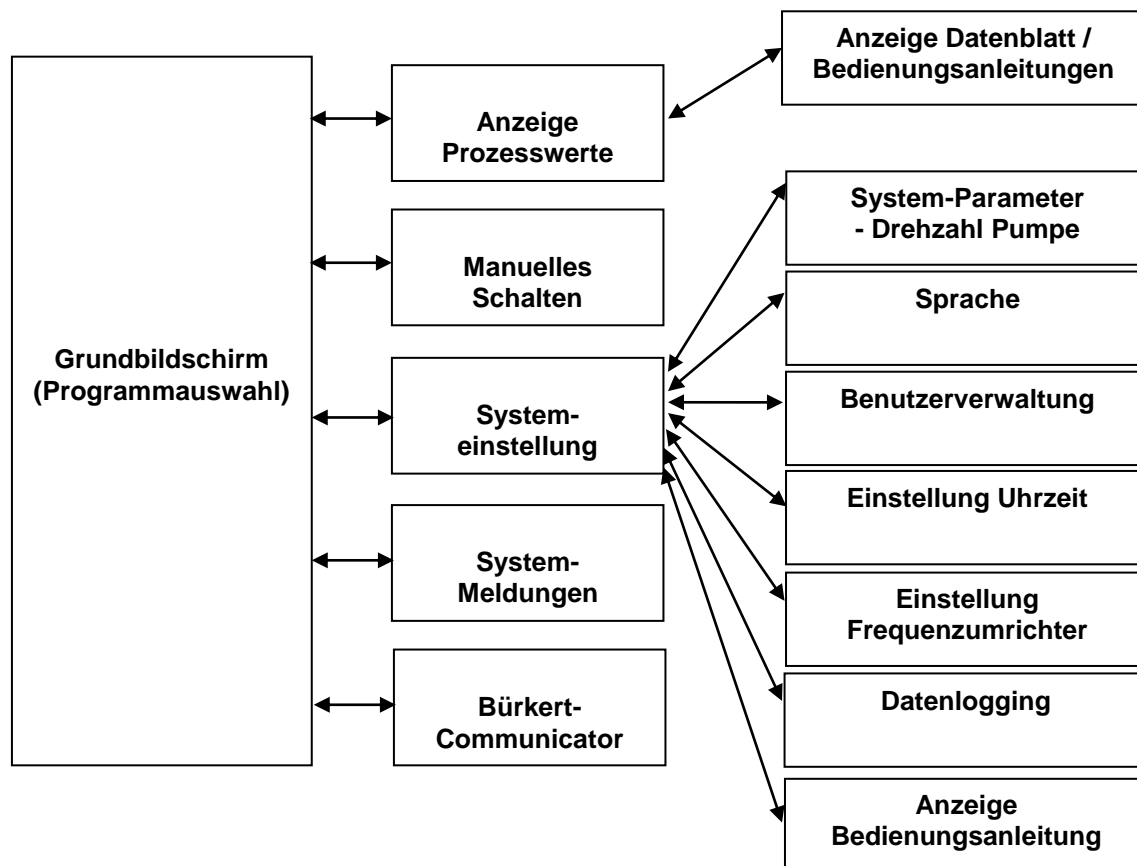 Grundbildschirm
(Programmauswahl)
Anzeige
Prozesswerte
Manuelles
Schalten
System-
einstellung
System-
Meldungen
Bürkert-
Communicator
Anzeige Datenblatt /
Bedienungsanleitungen
System-Parameter
- Drehzahl Pumpe
Sprache
Benutzerverwaltung
Einstellung Uhrzeit
Einstellung
Frequenzumrichter
Datenlogging
Anzeige
Bedienungsanleitung